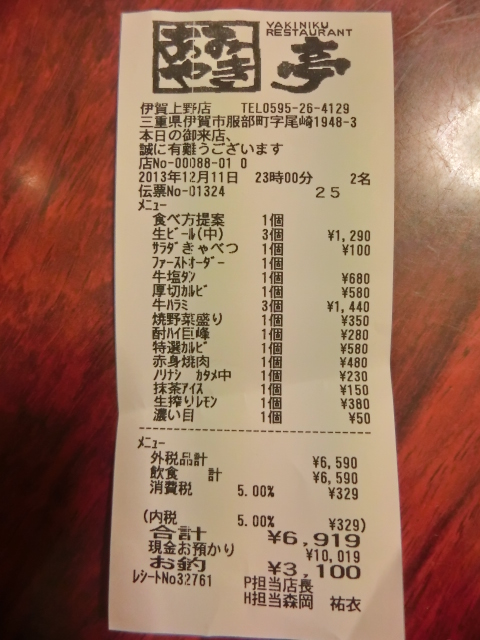 あみやき亭
YAKINIKU
RESTAURANT
伊賀上野店 TEL0595-26-4129
三重県伊賀市服部町字尾崎1948-3
本日の御来店、
誠に有難うございます
店No-00088-01 0
2013年12月11日 23時00分 2名
伝票No-01324 25
ﾒﾆｭｰ
食べ方提案 1個
生ﾋﾞｰﾙ(中) 3個 ¥1,290
ｻﾗﾀﾞきゃべつ 1個 ¥100
ﾌｧｰｽﾄｵｰﾀﾞｰ 1個
牛塩ﾀﾝ 1個 ¥680
厚切ｶﾙﾋﾞ 1個 ¥580
牛ﾊﾗﾐ 3個 ¥1,440
焼野菜盛り 1個 ¥350
酎ﾊｲ巨峰 1個 ¥280
特選ｶﾙﾋﾞ 1個 ¥580
赤身焼肉 1個 ¥480
ﾉﾘﾅｼ ｶﾀﾒ中 1個 ¥230
抹茶ｱｲｽ 1個 ¥150
生搾りﾚﾓﾝ 1個 ¥380
濃い目 1個 ¥50
ﾒﾆｭｰ
外税品計 ¥6,590
飲食 計 ¥6,590
消費税 5.00% ¥329
(内税 5.00% ¥329)
合計 ¥6,919
現金お預かり ¥10,019
お釣 ¥3,100
ﾚｼｰﾄNo32761 P担当店長
H担当森岡 祐衣